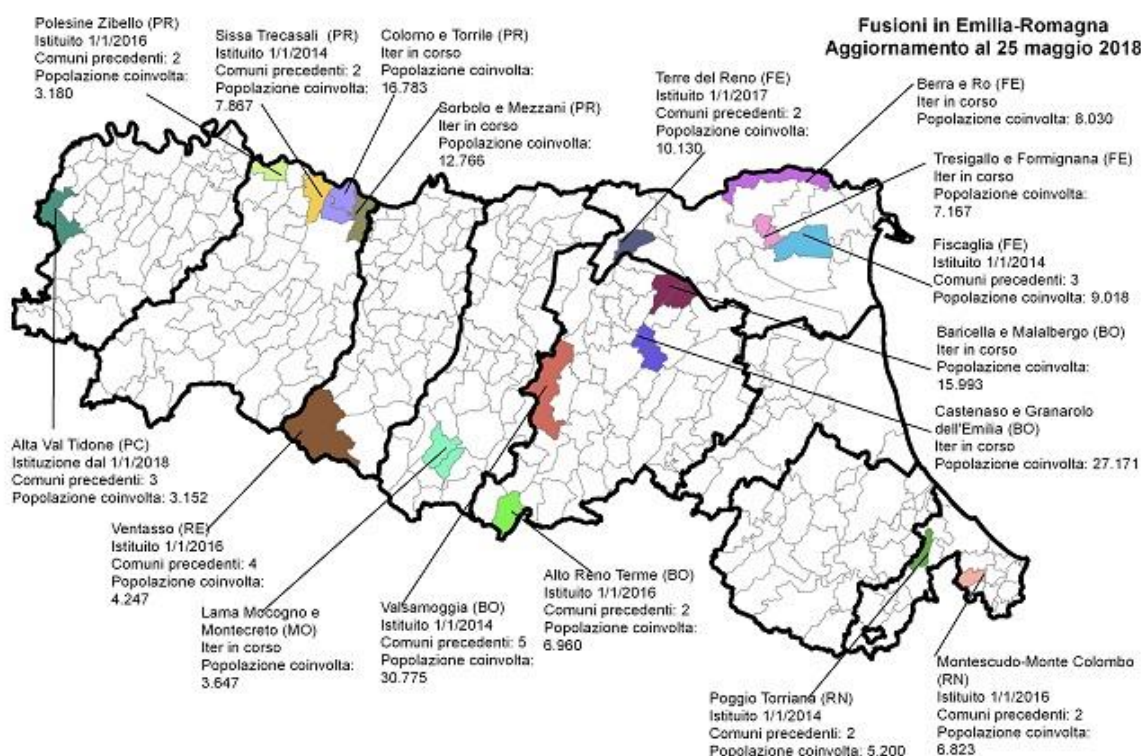 Fusioni in Emilia-Romagna
Aggiornamento al 25 maggio 2018
Polesine Zibello (PR)
Istituito 1/1/2016
Comuni precedenti: 2
Popolazione coinvolta:
3.180
Sissa Trecasali (PR)
Istituito 1/1/2014
Comuni precedenti: 2
Popolazione coinvolta:
7.867
Colorno e Torrile (PR)
Iter in corso
Popolazione coinvolta:
16.783
Sorbolo e Mezzani (PR)
Iter in corso
Popolazione coinvolta:
12.766
Terre del Reno (FE)
Istituito 1/1/2017
Comuni precedenti: 2
Popolazione coinvolta:
10.130
Berra e Ro (FE)
Iter in corso
Popolazione coinvolta: 8.030
Tresigallo e Formignana (FE)
Iter in corso
Popolazione coinvolta:
7.167
Fiscaglia (FE)
Istituito 1/1/2014
Comuni precedenti: 3
Popolazione coinvolta: 9.018
Baricella e Malalbergo (BO)
Iter in corso
Popolazione coinvolta:
15.993
Castenaso e Granarolo
dell'Emilia (BO)
Iter in corso
Popolazione coinvolta: 27.171
Alta Val Tidone (PC)
Istituzione dal 1/1/2018
Comuni precedenti: 3
Popolazione coinvolta: 3.152
Ventasso (RE)
Istituito 1/1/2016
Comuni precedenti: 4
Popolazione coinvolta:
4.247
Lama Mocogno e
Montecreto (MO)
Iter in corso
Popolazione coinvolta:
3.647
Valsamoggia (BO)
Istituito 1/1/2014
Comuni precedenti: 5
Popolazione coinvolta:
30.775
Alto Reno Terme (BO)
Istituito 1/1/2016
Comuni precedenti: 2
Popolazione coinvolta:
6.960
Poggio Torriana (RN)
Istituito 1/1/2014
Comuni precedenti: 2
Popolazione coinvolta: 5.200
Montescudo-Monte Colombo
(RN)
Istituito 1/1/2016
Comuni precedenti: 2
Popolazione coinvolta:
6.823